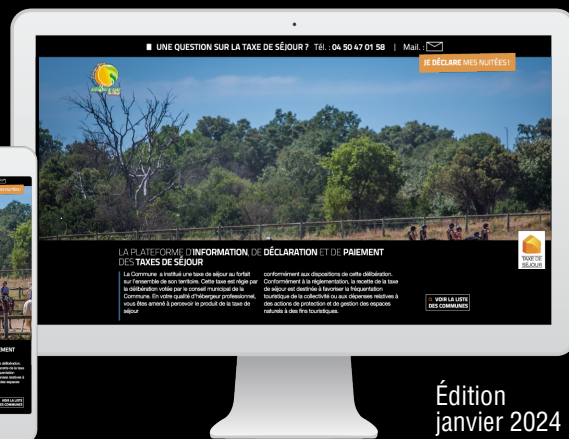 UNE QUESTION SUR LA TAXE DE SÉJOUR ? Tél. : 04 50 47 01 58 | Mail. :
JE DÉCLARE MES NUITÉES !
LA PLATEFORME D'INFORMATION, DE DÉCLARATION ET DE PAIEMENT
DES TAXES DE SÉJOUR
La Commune a institué une taxe de séjour au forfait
sur l'ensemble de son territoire. Cette taxe est régie par
la délibération votée par le conseil municipal de la
Commune. En votre qualité d'hébergeur professionnel,
vous êtes amené à percevoir le produit de la taxe de
séjour
conformément aux dispositions de cette délibération.
Conformément à la réglementation, la recette de la taxe
de séjour est destinée à favoriser la fréquentation
touristique de la collectivité ou aux dépenses relatives à
des actions de protection et de gestion des espaces
naturels à des fins touristiques.
TAXE DE
SÉJOUR
VOIR LA LISTE
DES COMMUNES
VOIR LA LISTE
DES COMMUNES
Édition
janvier 2024